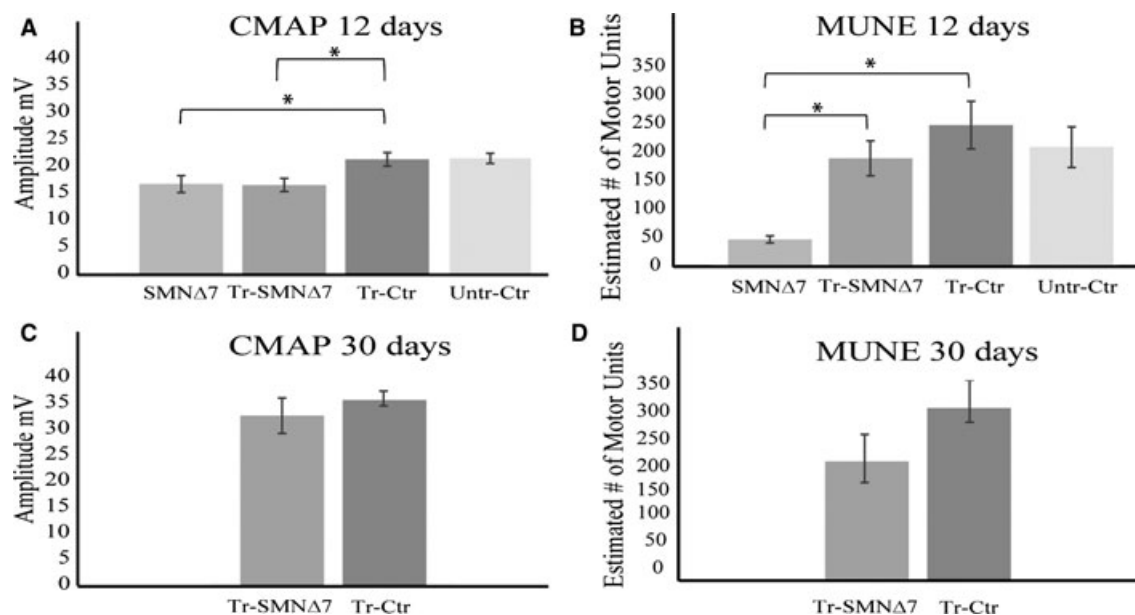 A
CMAP 12 days
Amplitude mV
40
35
30
25
20
15
10
5
0
*
*
SMNΔ7
Tr-SMNΔ7
Tr-Ctr
Untr-Ctr
B
MUNE 12 days
Estimated # of Motor Units
350
300
250
200
150
100
50
0
*
*
SMNΔ7
Tr-SMNΔ7
Tr-Ctr
Untr-Ctr
C
CMAP 30 days
Amplitude mV
40
35
30
25
20
15
10
5
0
Tr-SMNΔ7
Tr-Ctr
D
MUNE 30 days
Estimated # of Motor Units
350
300
250
200
150
100
50
0
Tr-SMNΔ7
Tr-Ctr